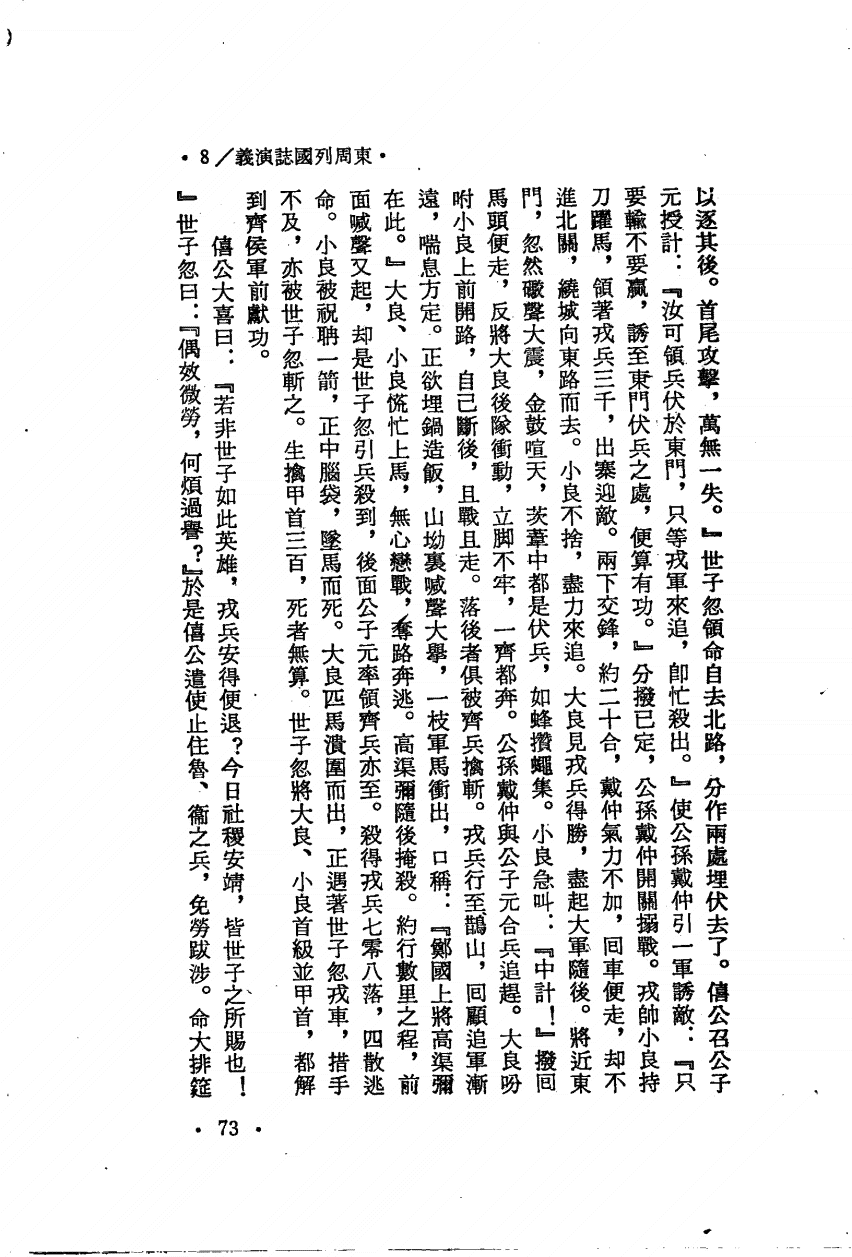 •東周列國誌演義／8•
以逐其後。首尾攻擊，萬無一失。』世子忽領命自去北路，分作兩處埋伏去了。僖公召公子
元授計：『汝可領兵伏於東門，只等戎軍來追，卽忙殺出。』使公孫戴仲引一軍誘敵：『只
要輸不要贏，誘至東門伏兵之處，便算有功。』分撥已定，公孫戴仲開關搦戰。戎帥小良持
刀躍馬，領著戎兵三千，出寨迎敵。兩下交鋒，約二十合，戴仲氣力不加，回車便走，却不
進北關，繞城向東路而去。小良不捨，盡力來追。大良見戎兵得勝，盡起大軍隨後。將近東
門，忽然礮聲大震，金鼓喧天，茨葦中都是伏兵，如蜂攢蠅集。小良急叫：『中計！』撥回
馬頭便走，反將大良後隊衝動，立脚不牢，一齊都奔。公孫戴仲與公子元合兵追趕。大良吩
咐小良上前開路，自己斷後，且戰且走。落後者俱被齊兵擒斬。戎兵行至鵲山，回顧追軍漸
遠，喘息方定。正欲埋鍋造飯，山坳裏喊聲大舉，一枝軍馬衝出，口稱：『鄭國上將高渠彌
在此。』大良、小良慌忙上馬，無心戀戰，奪路奔逃。高渠彌隨後掩殺。約行數里之程，前
面喊聲又起，却是世子忽引兵殺到，後面公子元率領齊兵亦至。殺得戎兵七零八落，四散逃
命。小良被祝聃一箭，正中腦袋，墜馬而死。大良匹馬潰圍而出，正遇著世子忽戎車，措手
不及，亦被世子忽斬之。生擒甲首三百，死者無算。世子忽將大良、小良首級並甲首，都解
到齊侯軍前獻功。
僖公大喜曰：『若非世子如此英雄，戎兵安得便退？今日社稷安靖，皆世子之所賜也！
』世子忽曰：『偶效微勞，何煩過譽？』於是僖公遣使止住魯、衞之兵，免勞跋涉。命大排筵
•73•